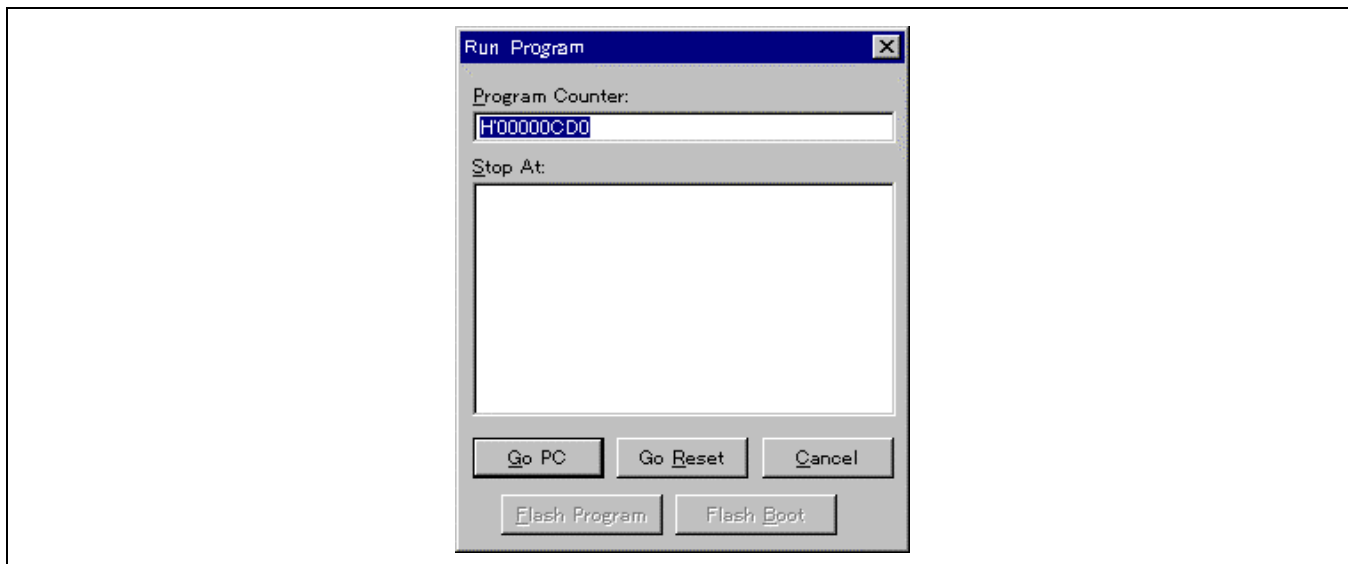 Run Program
Program Counter:
H'00000CD0
Stop At:
Go PC Go Reset Cancel
Flash Program Flash Boot